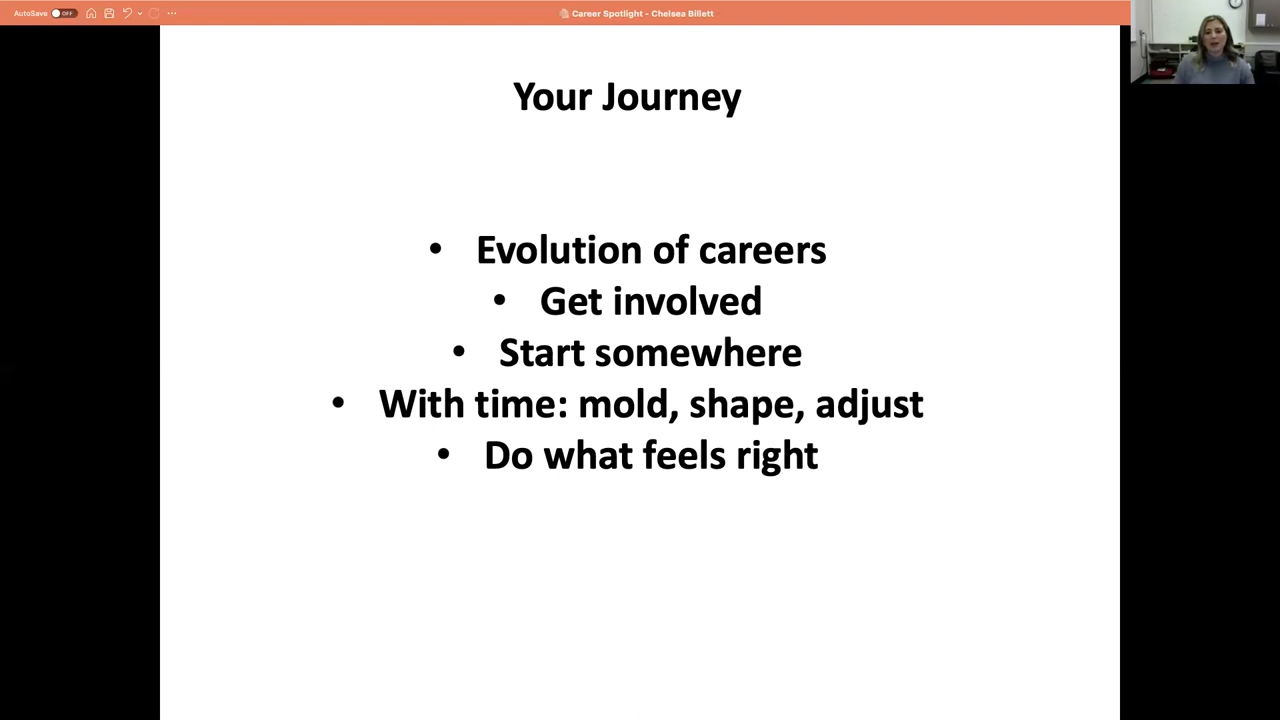 AutoSave OFF
Career Spotlight - Chelsea Billett
Your Journey
• Evolution of careers
• Get involved
• Start somewhere
• With time: mold, shape, adjust
• Do what feels right